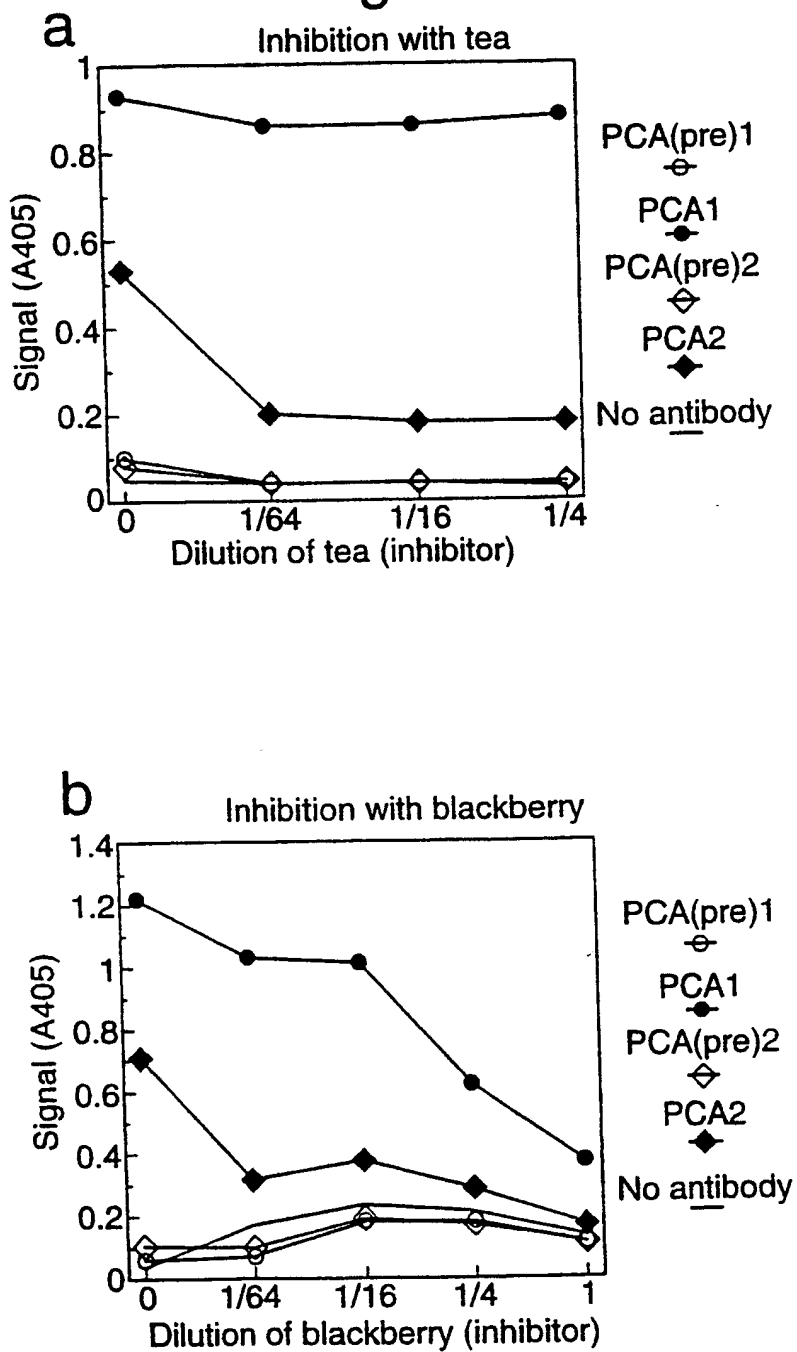 a
Inhibition with tea
1
0.8
0.6
0.4
0.2
0
Signal (A405)
0 1/64 1/16 1/4
Dilution of tea (inhibitor)
PCA(pre)1
PCA1
PCA(pre)2
PCA2
No antibody
b
Inhibition with blackberry
1.4
1.2
1
0.8
0.6
0.4
0.2
0
Signal (A405)
0 1/64 1/16 1/4 1
Dilution of blackberry (inhibitor)
PCA(pre)1
PCA1
PCA(pre)2
PCA2
No antibody